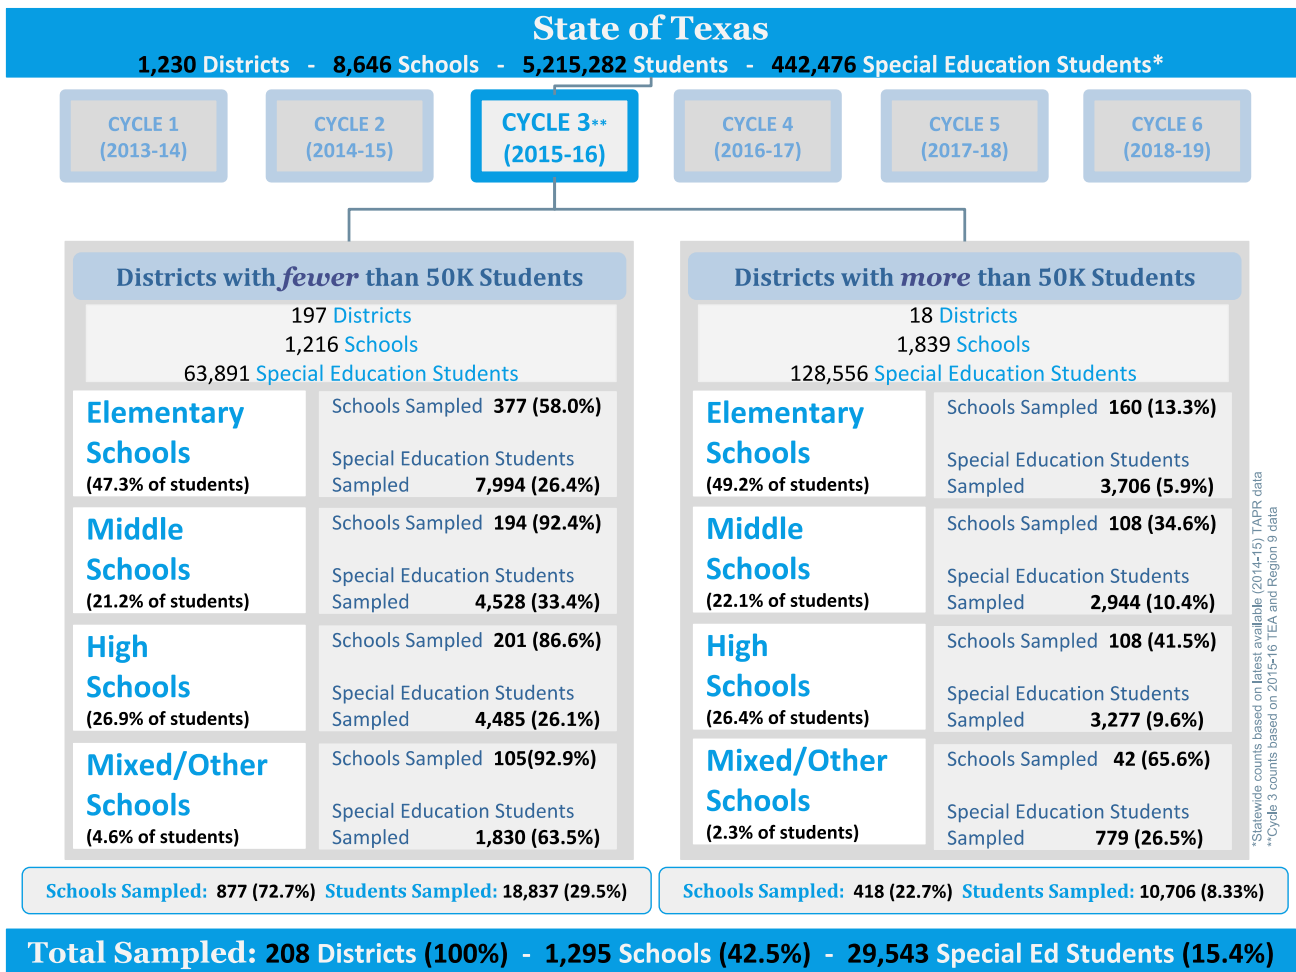 State of Texas
1,230 Districts - 8,646 Schools - 5,215,282 Students - 442,476 Special Education Students*
CYCLE 1
(2013-14)
CYCLE 2
(2014-15)
CYCLE 3**
(2015-16)
CYCLE 4
(2016-17)
CYCLE 5
(2017-18)
CYCLE 6
(2018-19)
Districts with fewer than 50K Students
197 Districts
1,216 Schools
63,891 Special Education Students
Elementary
Schools
(47.3% of students)
Schools Sampled 377 (58.0%)
Special Education Students
Sampled 7,994 (26.4%)
Middle
Schools
(21.2% of students)
Schools Sampled 194 (92.4%)
Special Education Students
Sampled 4,528 (33.4%)
High
Schools
(26.9% of students)
Schools Sampled 201 (86.6%)
Special Education Students
Sampled 4,485 (26.1%)
Mixed/Other
Schools
(4.6% of students)
Schools Sampled 105(92.9%)
Special Education Students
Sampled 1,830 (63.5%)
Schools Sampled: 877 (72.7%) Students Sampled: 18,837 (29.5%)
Districts with more than 50K Students
18 Districts
1,839 Schools
128,556 Special Education Students
Elementary
Schools
(49.2% of students)
Schools Sampled 160 (13.3%)
Special Education Students
Sampled 3,706 (5.9%)
Middle
Schools
(22.1% of students)
Schools Sampled 108 (34.6%)
Special Education Students
Sampled 2,944 (10.4%)
High
Schools
(26.4% of students)
Schools Sampled 108 (41.5%)
Special Education Students
Sampled 3,277 (9.6%)
Mixed/Other
Schools
(2.3% of students)
Schools Sampled 42 (65.6%)
Special Education Students
Sampled 779 (26.5%)
Schools Sampled: 418 (22.7%) Students Sampled: 10,706 (8.33%)
*Statewide counts based on latest available (2014-15) TAPR data
**Cycle 3 counts based on 2015-16 TEA and Region 9 data
Total Sampled: 208 Districts (100%) - 1,295 Schools (42.5%) - 29,543 Special Ed Students (15.4%)